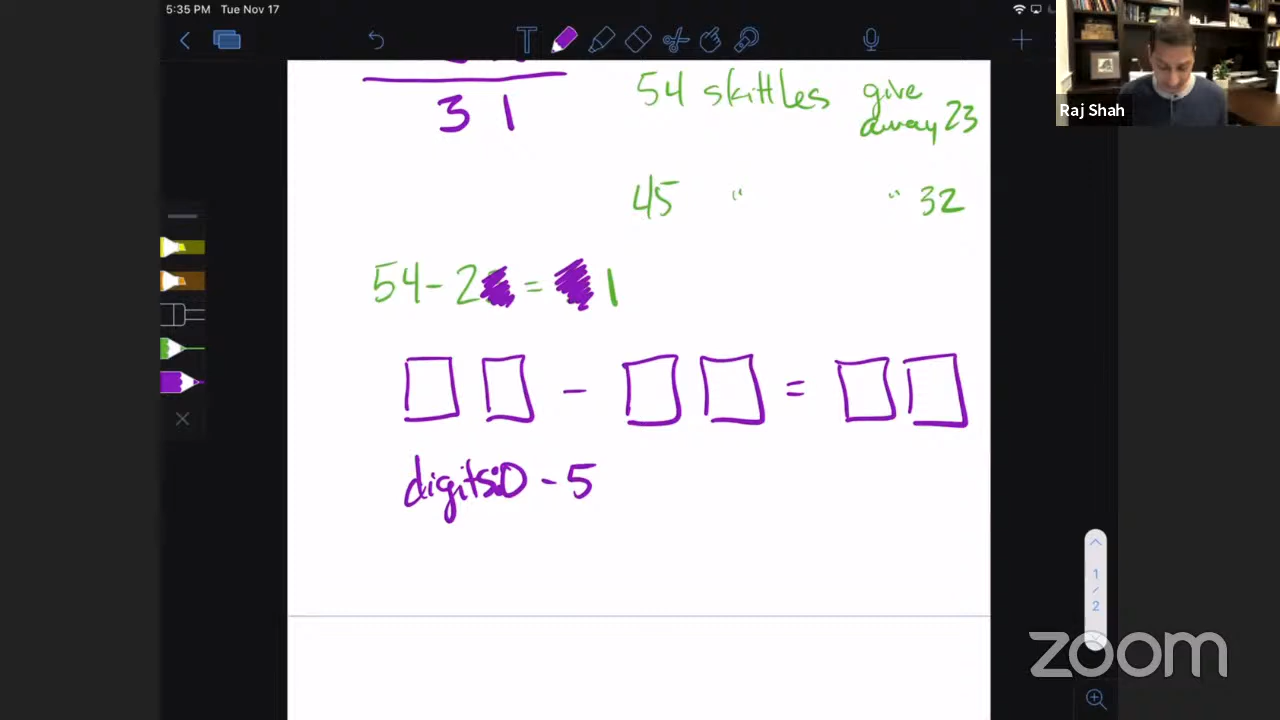 5:35 PM Tue Nov 17
T
Raj Shah
31
54 skittles give away 23
45 " " 32
54 - 2 = 1
- =
digits: 0 - 5
1
/
2
zoom